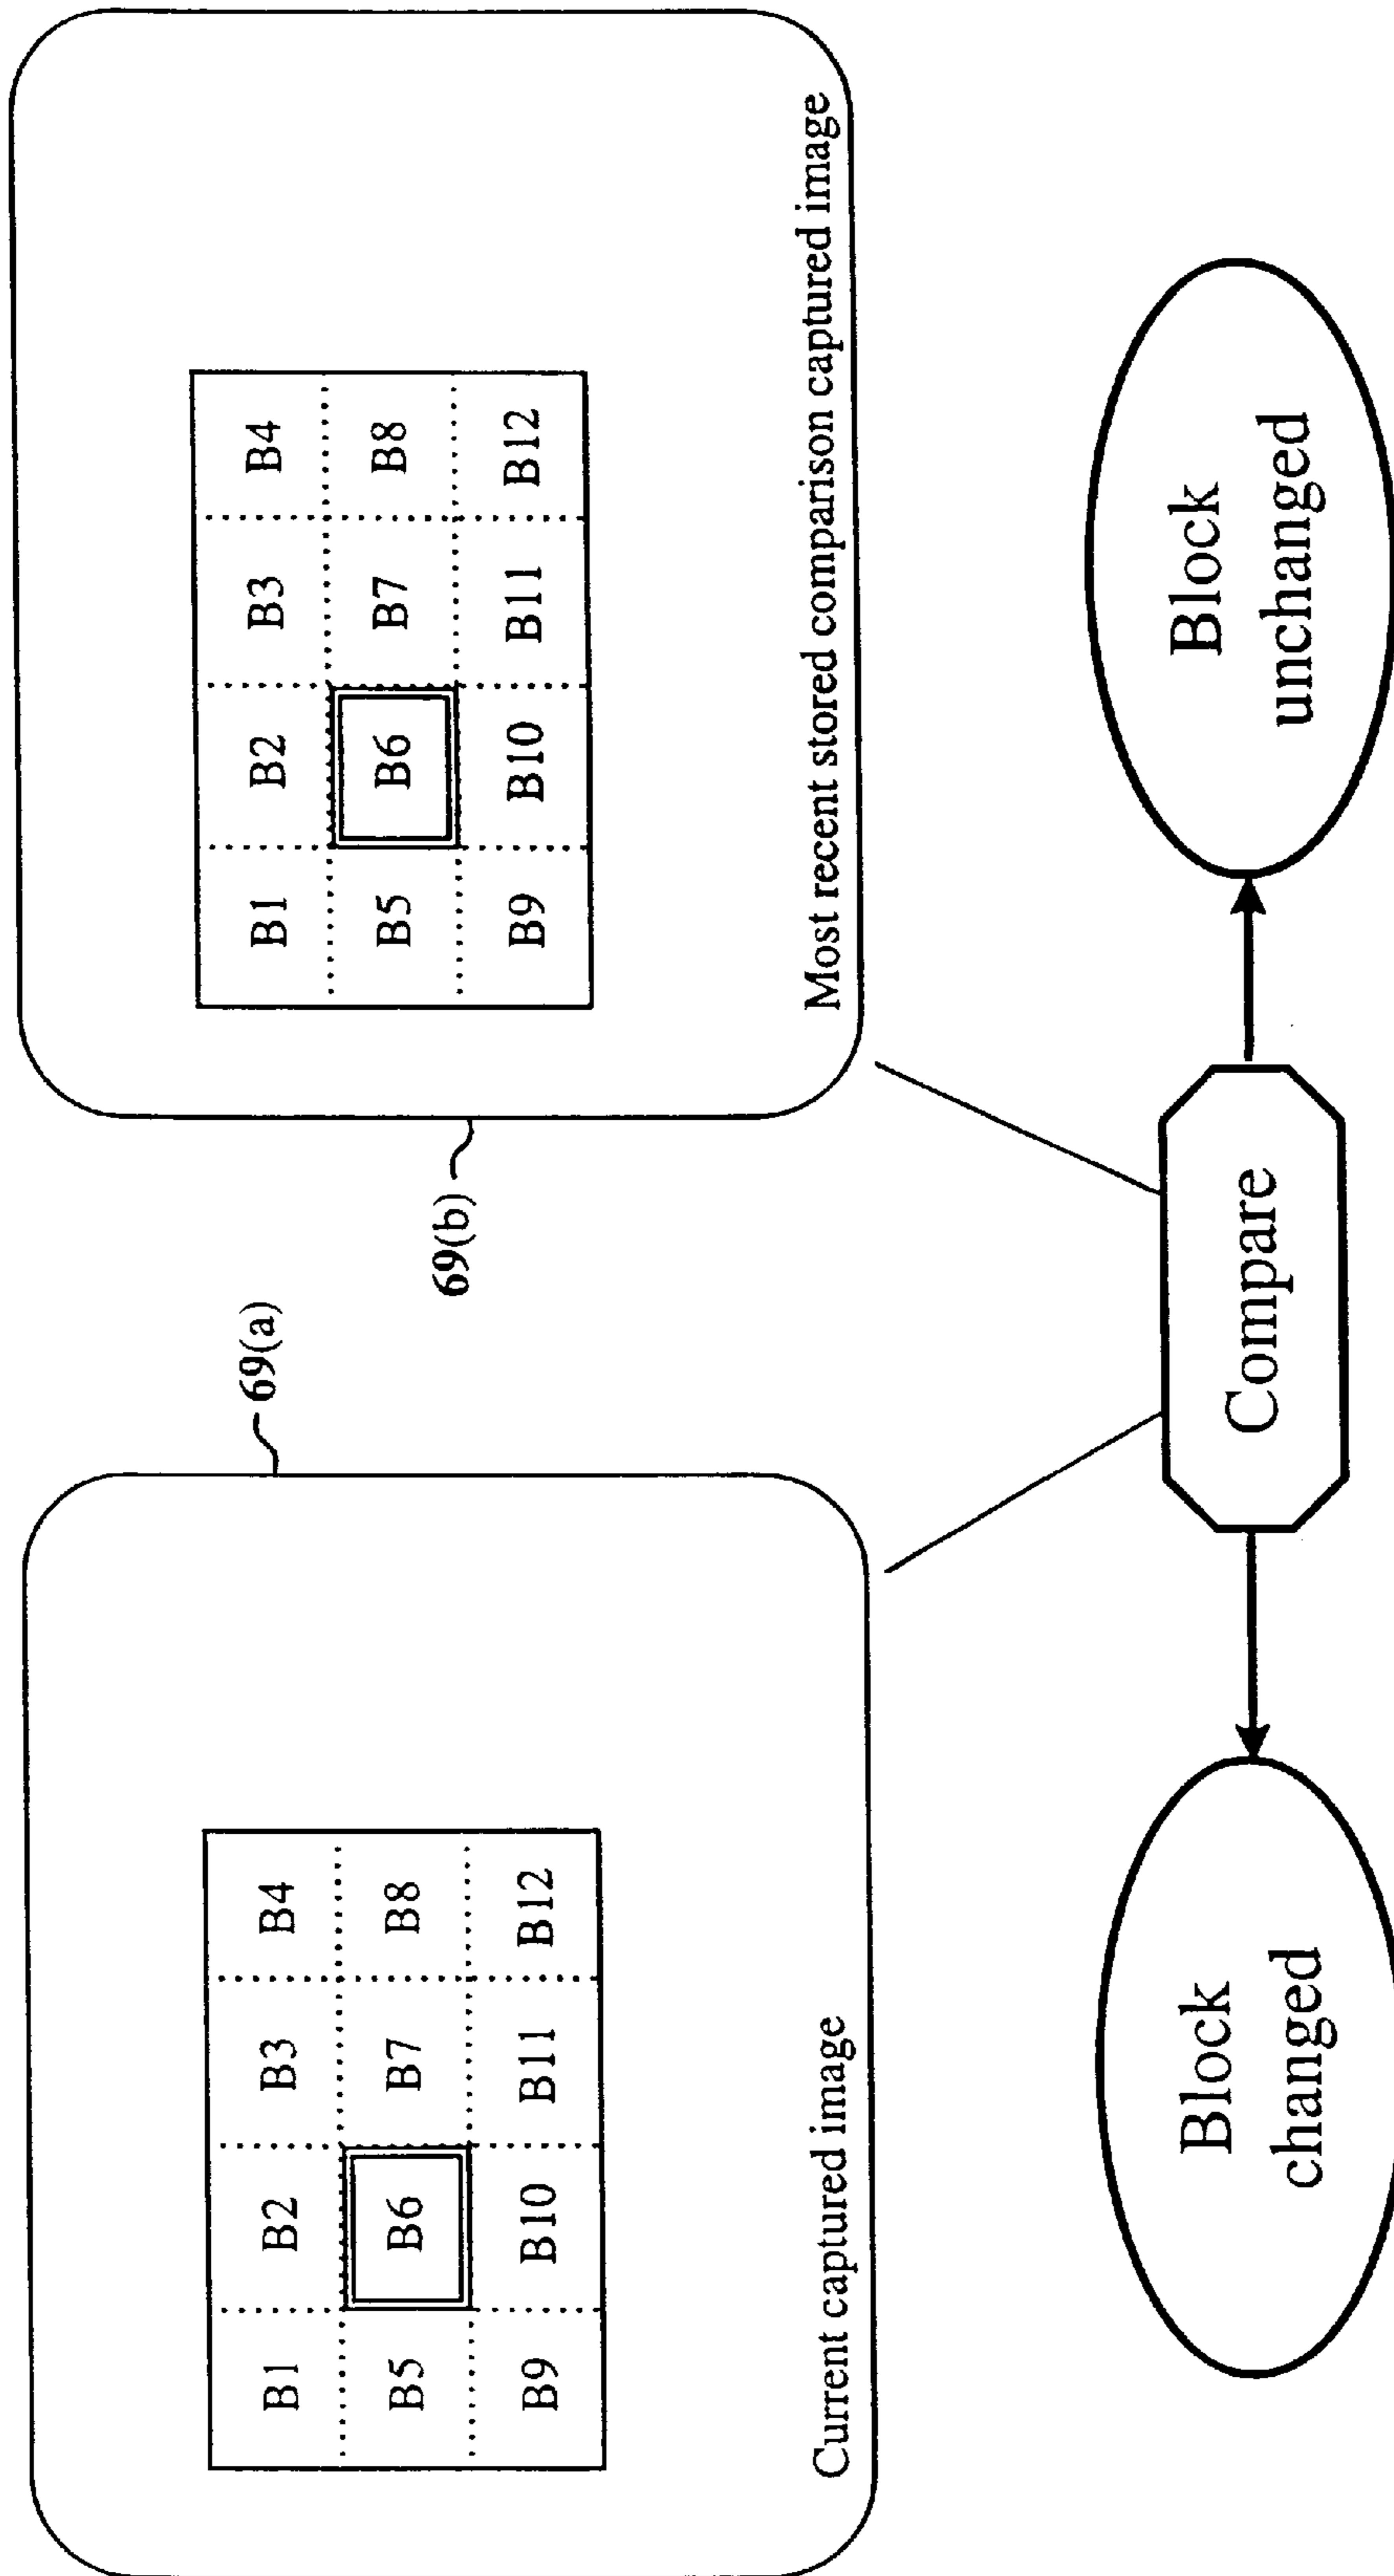 69(a)
B1 B2 B3 B4
B5 B6 B7 B8
B9 B10 B11 B12
Current captured image
69(b)
B1 B2 B3 B4
B5 B6 B7 B8
B9 B10 B11 B12
Most recent stored comparison captured image
Block
changed
Compare
Block
unchanged